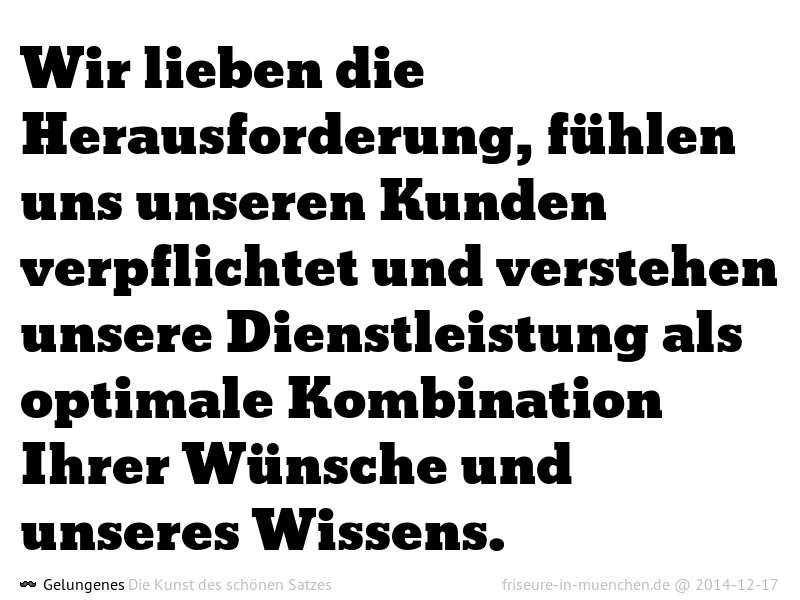 Wir lieben die
Herausforderung, fühlen
uns unseren Kunden
verpflichtet und verstehen
unsere Dienstleistung als
optimale Kombination
Ihrer Wünsche und
unseres Wissens.
Gelungenes Die Kunst des schönen Satzes friseure-in-muenchen.de @ 2014-12-17